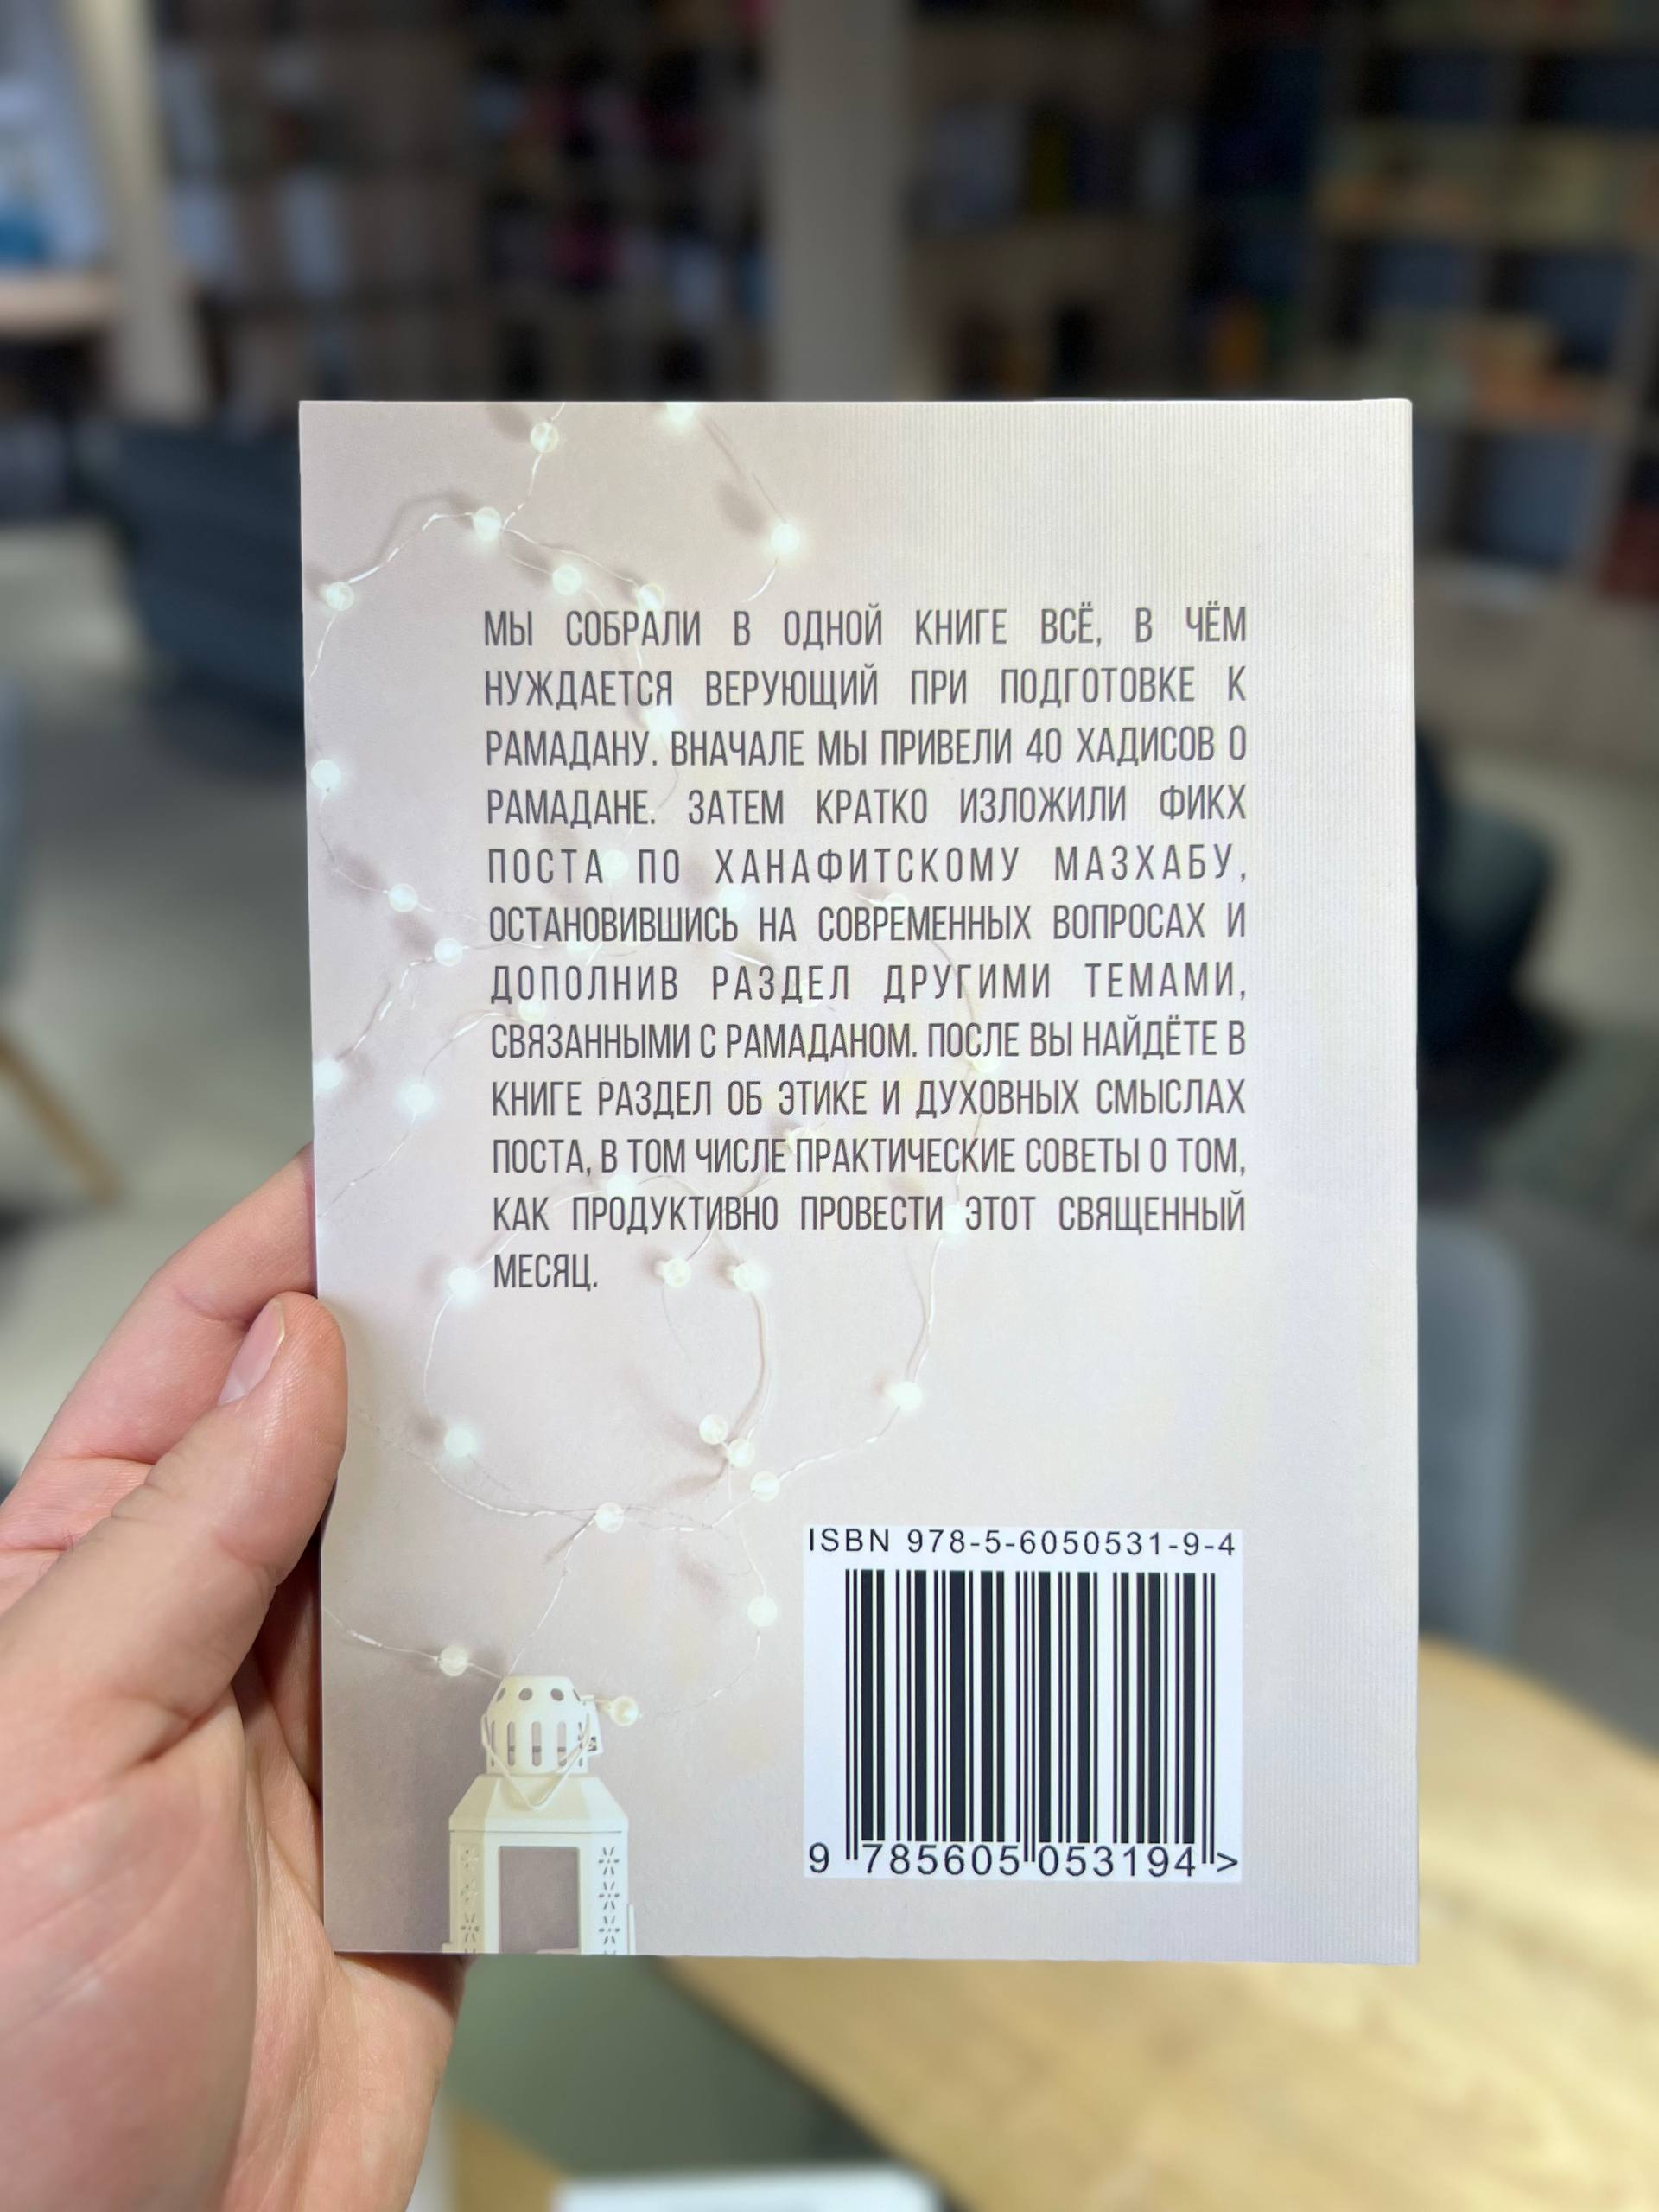 МЫ СОБРАЛИ В ОДНОЙ КНИГЕ ВСЁ, В ЧЁМ
НУЖДАЕТСЯ ВЕРУЮЩИЙ ПРИ ПОДГОТОВКЕ К
РАМАДАНУ. ВНАЧАЛЕ МЫ ПРИВЕЛИ 40 ХАДИСОВ О
РАМАДАНЕ. ЗАТЕМ КРАТКО ИЗЛОЖИЛИ ФИКХ
ПОСТА ПО ХАНАФИТСКОМУ МАЗХАБУ,
ОСТАНОВИВШИСЬ НА СОВРЕМЕННЫХ ВОПРОСАХ И
ДОПОЛНИВ РАЗДЕЛ ДРУГИМИ ТЕМАМИ,
СВЯЗАННЫМИ С РАМАДАНОМ. ПОСЛЕ ВЫ НАЙДЁТЕ В
КНИГЕ РАЗДЕЛ ОБ ЭТИКЕ И ДУХОВНЫХ СМЫСЛАХ
ПОСТА, В ТОМ ЧИСЛЕ ПРАКТИЧЕСКИЕ СОВЕТЫ О ТОМ,
КАК ПРОДУКТИВНО ПРОВЕСТИ ЭТОТ СВЯЩЕННЫЙ
МЕСЯЦ.
ISBN 978-5-6050531-9-4
9 785605 053194 >